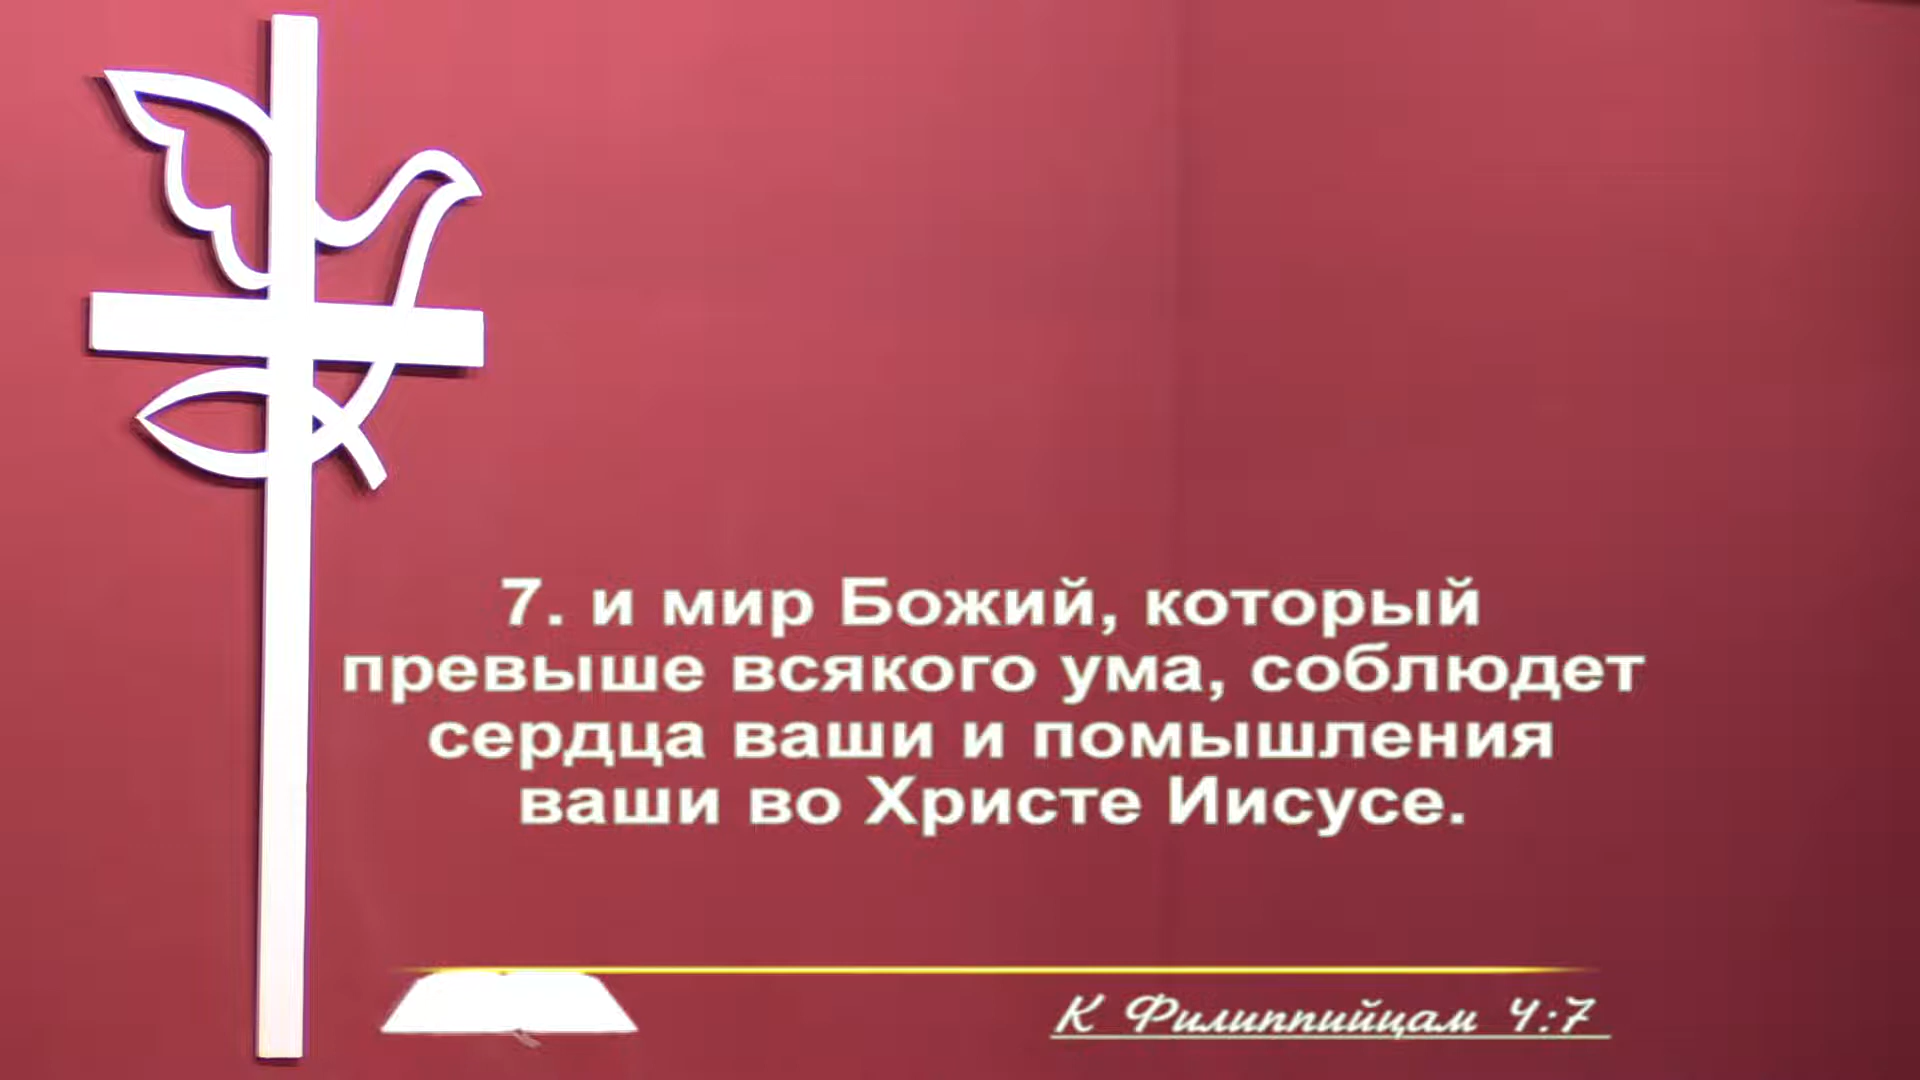 7. и мир Божий, который
превыше всякого ума, соблюдет
сердца ваши и помышления
ваши во Христе Иисусе.
К Филиппийцам 4:7